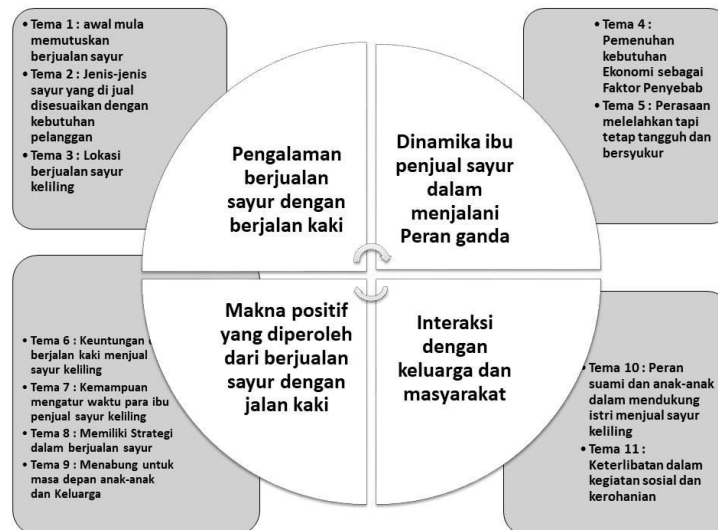 • Tema 1 : awal mula
memutuskan
berjualan sayur
• Tema 2 : Jenis-jenis
sayur yang di jual
disesuaikan dengan
kebutuhan
pelanggan
• Tema 3 : Lokasi
berjualan sayur
keliling
Pengalaman
berjualan
sayur dengan
berjalan kaki
Dinamika ibu
penjual sayur
dalam
menjalani
Peran ganda
• Tema 4 :
Pemenuhan
kebutuhan
Ekonomi sebagai
Faktor Penyebab
• Tema 5 : Perasaan
melelahkan tapi
tetap tangguh dan
bersyukur
• Tema 6 : Keuntungan
berjalan kaki menjual
sayur keliling
• Tema 7 : Kemampuan
mengatur waktu para ibu
penjual sayur keliling
• Tema 8 : Memiliki Strategi
dalam berjualan sayur
• Tema 9 : Menabung untuk
masa depan anak-anak
dan Keluarga
Makna positif
yang diperoleh
dari berjualan
sayur dengan
jalan kaki
Interaksi
dengan
keluarga dan
masyarakat
• Tema 10 : Peran
suami dan anak-anak
dalam mendukung
istri menjual sayur
keliling
• Tema 11 :
Keterlibatan dalam
kegiatan sosial dan
kerohanian